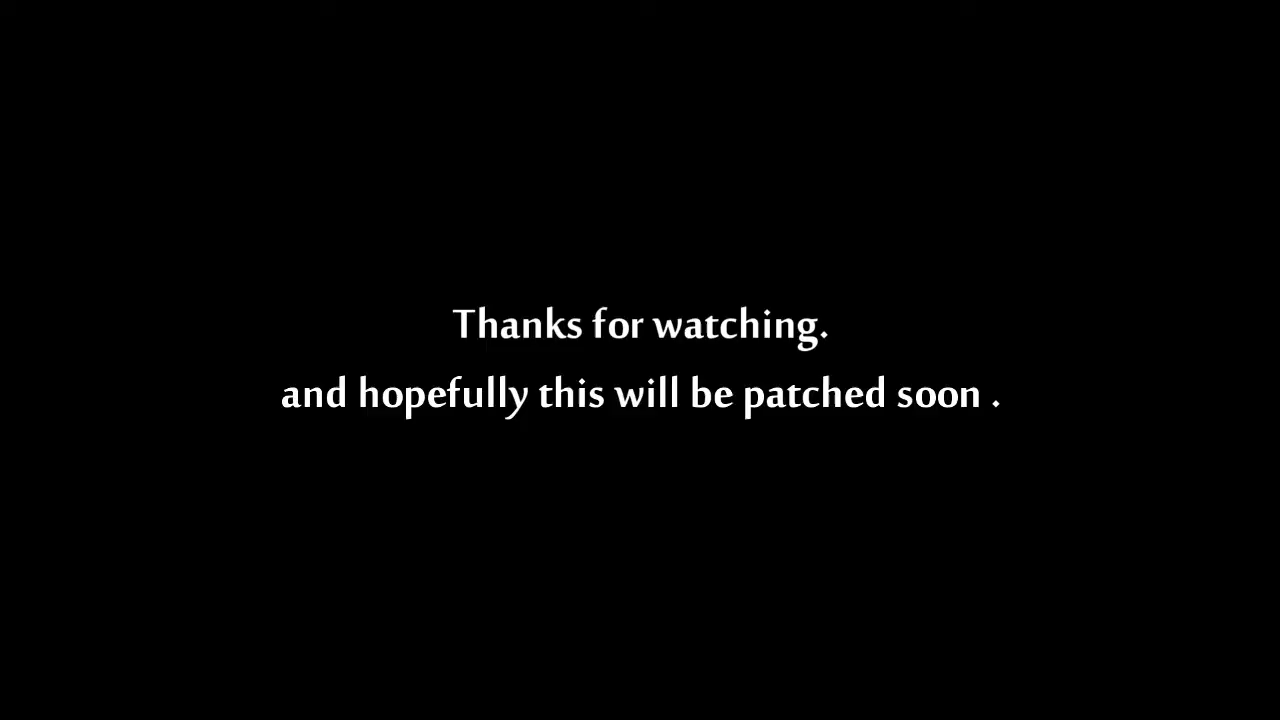 Thanks for watching.
and hopefully this will be patched soon .